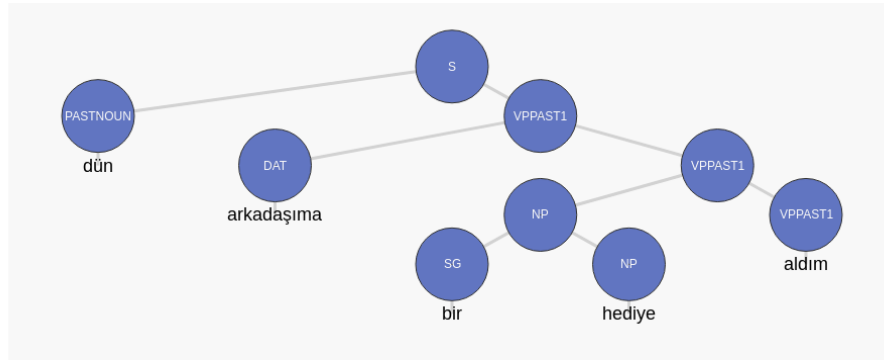 S
PASTNOUN VPPAST1
dün DAT VPPAST1
arkadaşıma NP VPPAST1
SG NP aldım
bir hediye